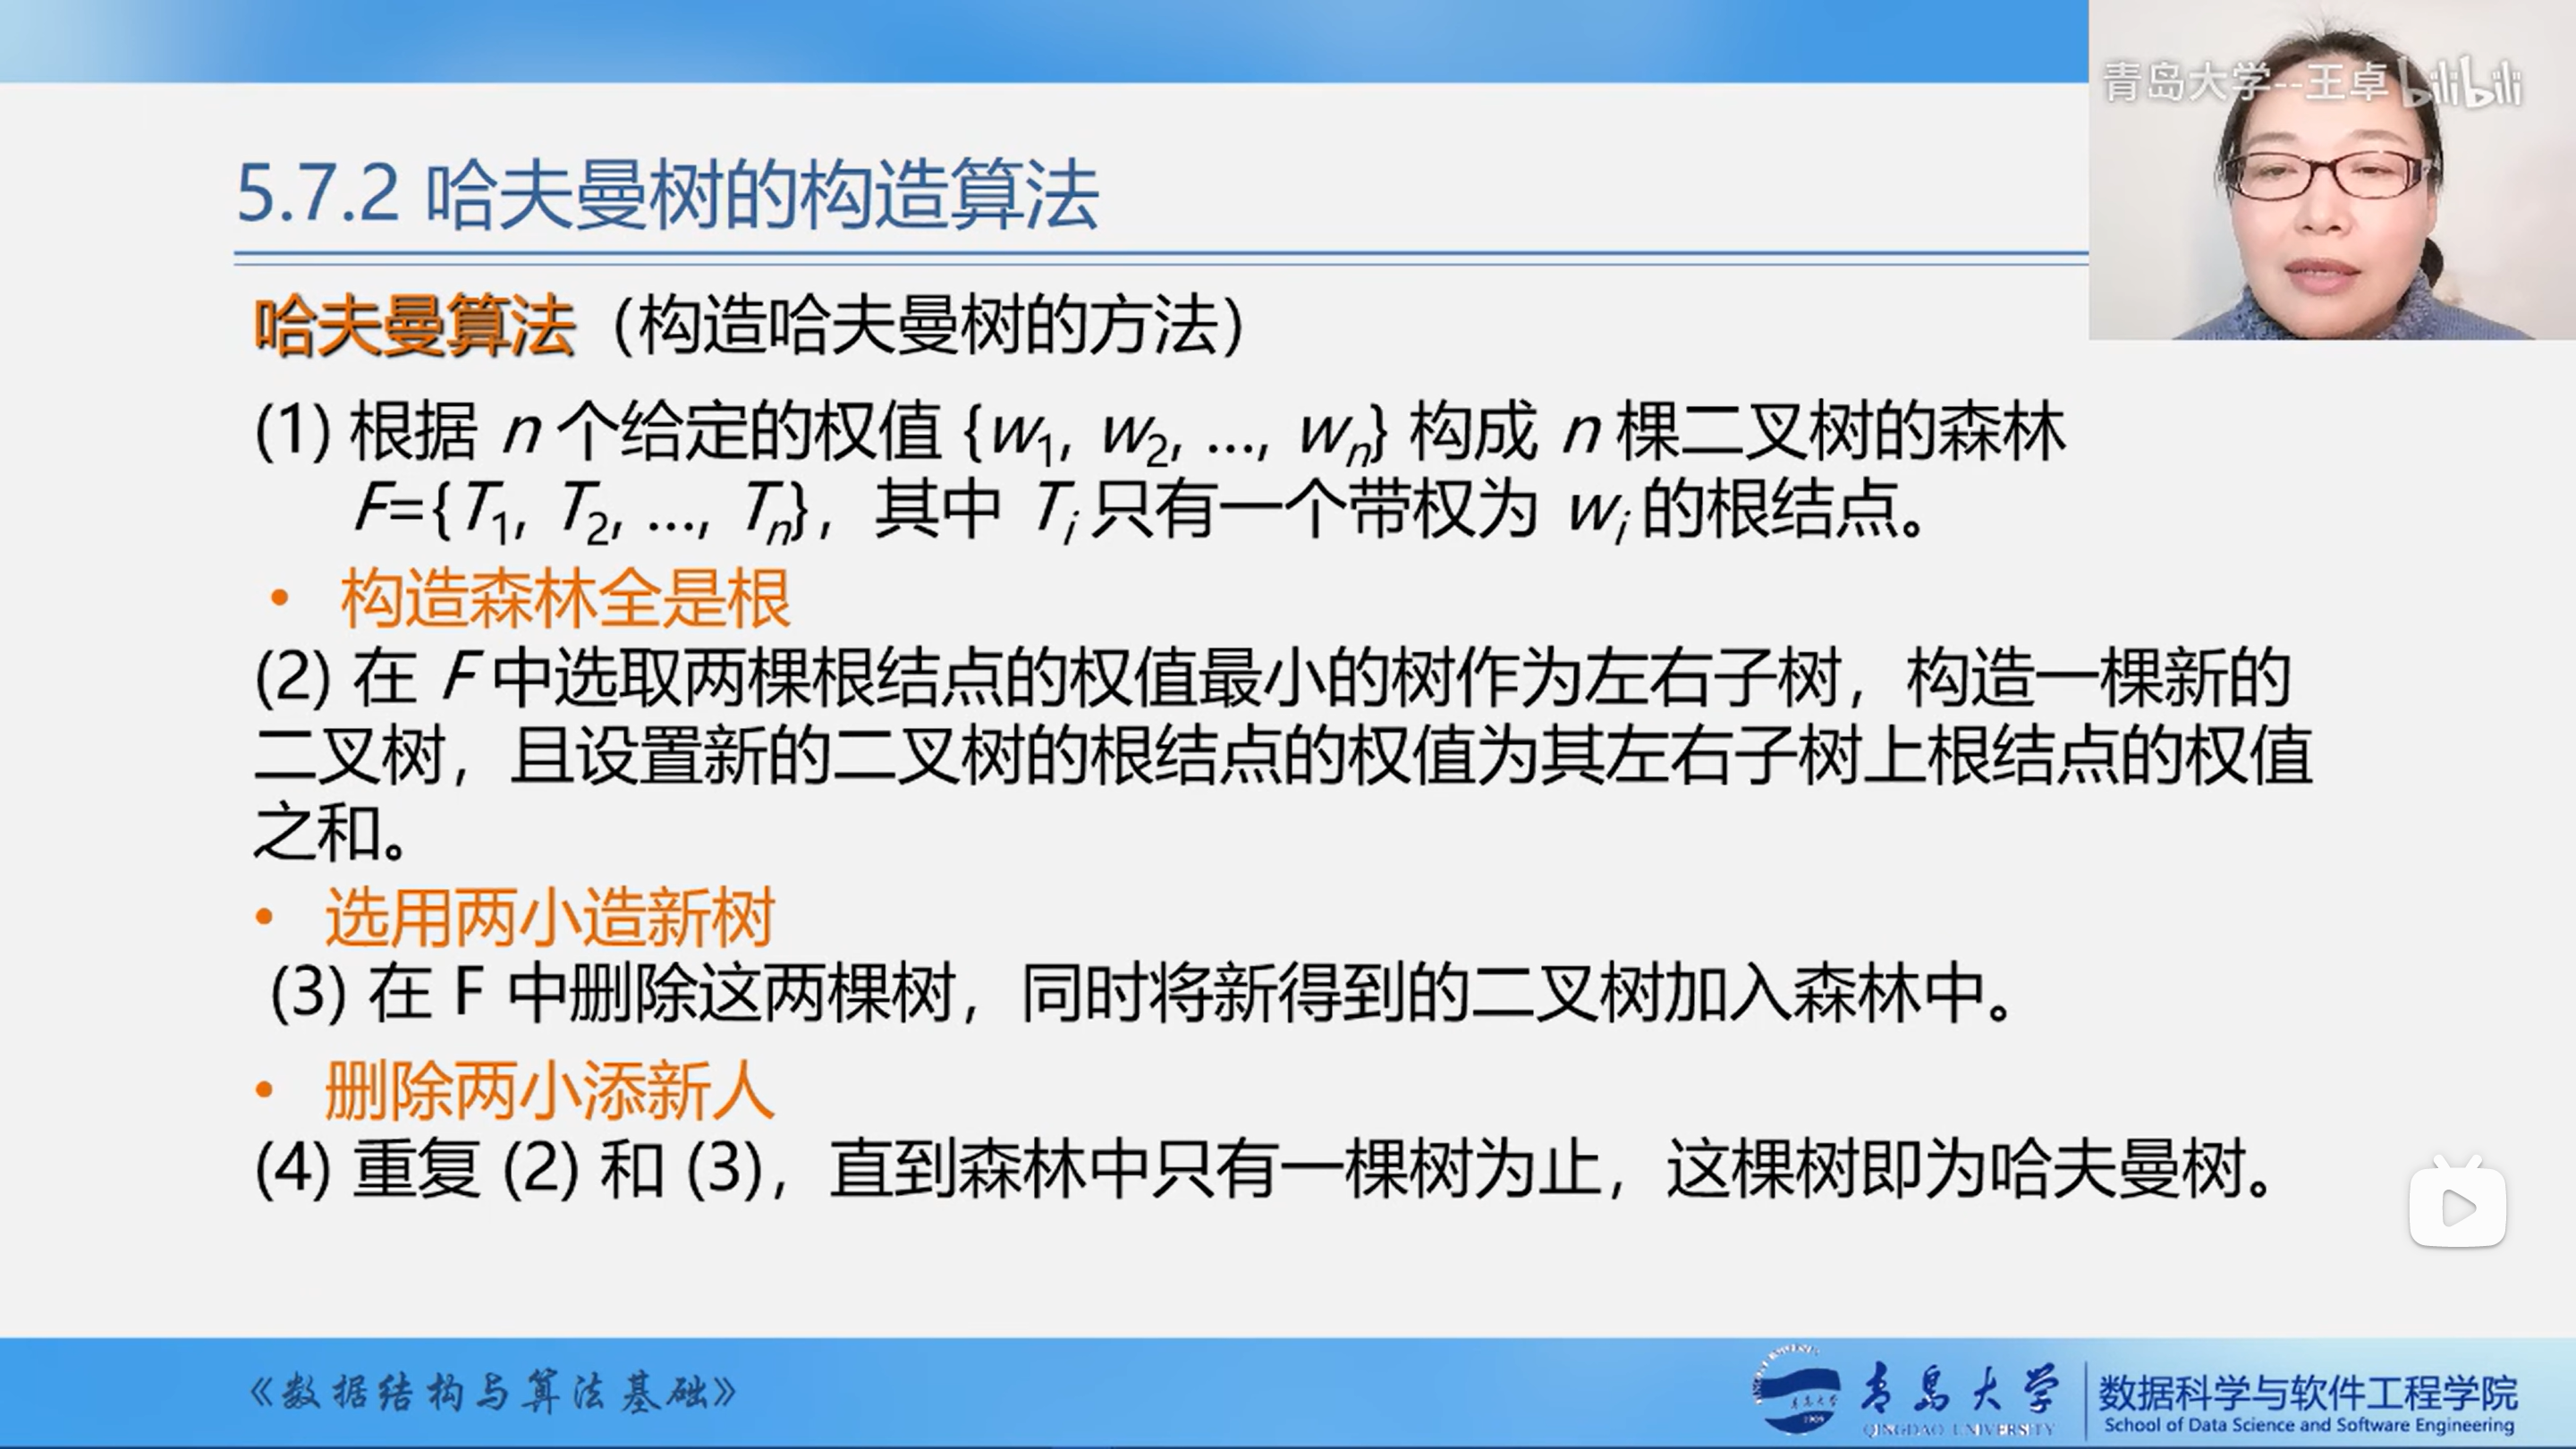 青岛大学--王卓 bilibili
5.7.2 哈夫曼树的构造算法
哈夫曼算法（构造哈夫曼树的方法）
(1) 根据 n 个给定的权值 {w1, w2, ..., wn} 构成 n 棵二叉树的森林
F={T1, T2, ..., Tn}，其中 Ti 只有一个带权为 wi 的根结点。
• 构造森林全是根
(2) 在 F 中选取两棵根结点的权值最小的树作为左右子树，构造一棵新的
二叉树，且设置新的二叉树的根结点的权值为其左右子树上根结点的权值
之和。
• 选用两小造新树
(3) 在 F 中删除这两棵树，同时将新得到的二叉树加入森林中。
• 删除两小添新人
(4) 重复 (2) 和 (3)，直到森林中只有一棵树为止，这棵树即为哈夫曼树。
《数据结构与算法基础》
青岛大学
QINGDAO UNIVERSITY
数据科学与软件工程学院
School of Data Science and Software Engineering